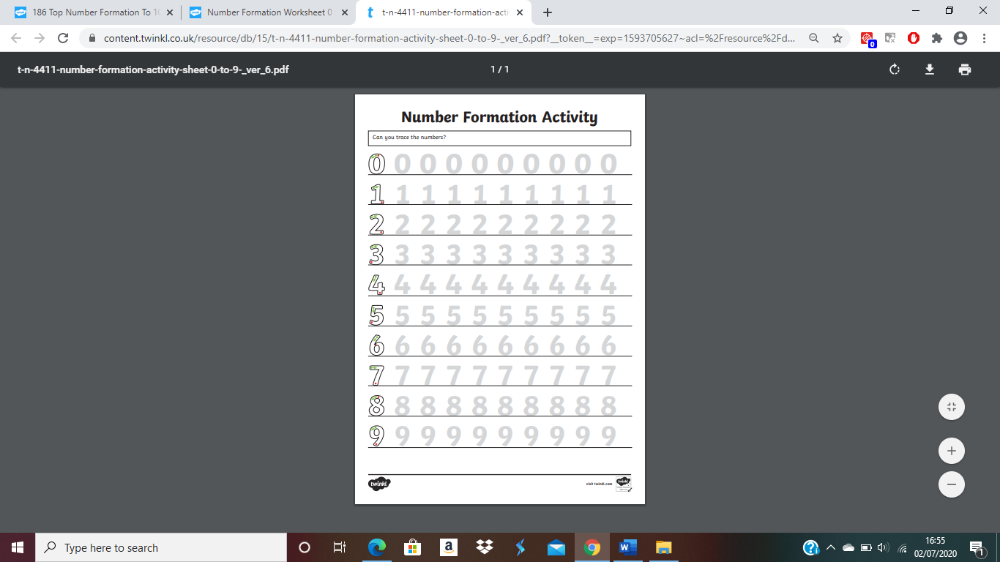 186 Top Number Formation To 10
Number Formation Worksheet 0
t-n-4411-number-formation-acti
content.twinkl.co.uk/resource/db/15/t-n-4411-number-formation-activity-sheet-0-to-9-_ver_6.pdf?__token__=exp=1593705627~acl=%2Fresource%2Fd...
0
t-n-4411-number-formation-activity-sheet-0-to-9-_ver_6.pdf
1 / 1
Number Formation Activity
Can you trace the numbers?
0 0 0 0 0 0 0 0 0 0
1 1 1 1 1 1 1 1 1 1
2 2 2 2 2 2 2 2 2 2
3 3 3 3 3 3 3 3 3 3
4 4 4 4 4 4 4 4 4 4
5 5 5 5 5 5 5 5 5 5
6 6 6 6 6 6 6 6 6 6
7 7 7 7 7 7 7 7 7 7
8 8 8 8 8 8 8 8 8 8
9 9 9 9 9 9 9 9 9 9
twinkl
visit twinkl.com
twinkl
Type here to search
16:55
02/07/2020
1